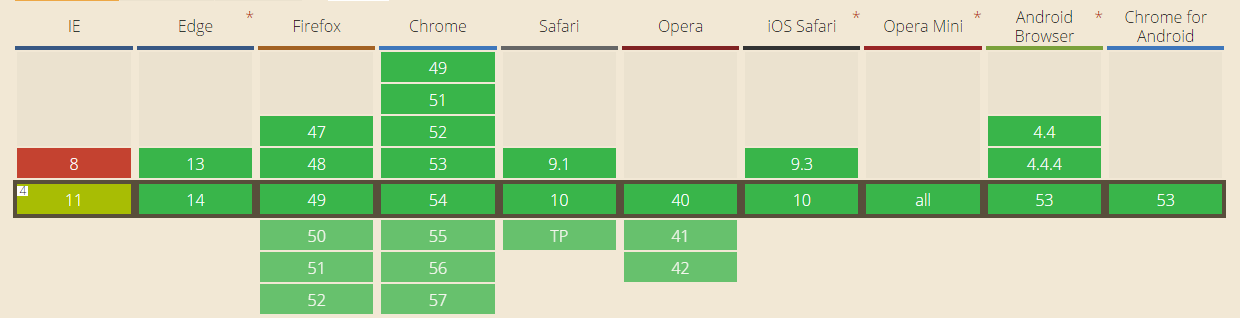 IE Edge * Firefox Chrome Safari Opera iOS Safari * Opera Mini * Android Browser * Chrome for Android
49
51
47 52 4.4
8 13 48 53 9.1 9.3 4.4.4
4 11 14 49 54 10 40 10 all 53 53
50 55 TP 41
51 56 42
52 57